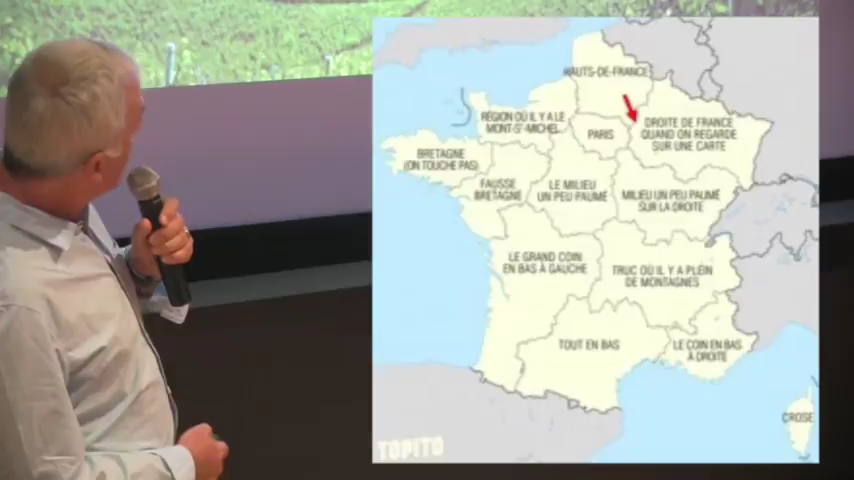 HAUTS-DE-FRANCE
RÉGION OÙ IL Y A LE
MONT-ST-MICHEL
PARIS
DROITE DE FRANCE
QUAND ON REGARDE
SUR UNE CARTE
BRETAGNE
(ON TOUCHE PAS)
FAUSSE
BRETAGNE
LE MILIEU
UN PEU PAUMÉ
MILIEU UN PEU PAUMÉ
SUR LA DROITE
LE GRAND COIN
EN BAS À GAUCHE
TRUC OÙ IL Y A PLEIN
DE MONTAGNES
TOUT EN BAS
LE COIN EN BAS
À DROITE
CROSE
TOPITO